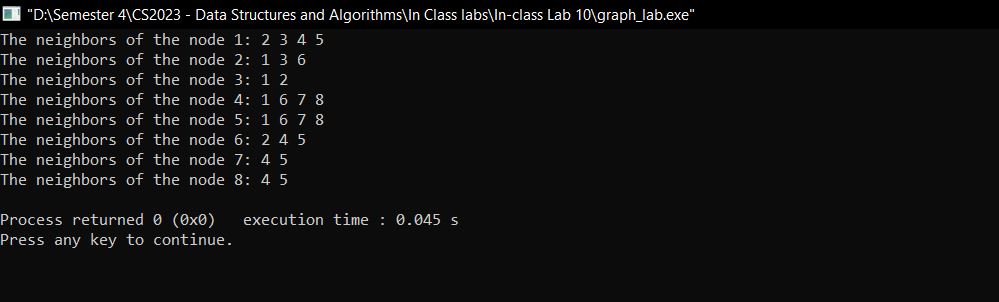 "D:\Semester 4\CS2023 - Data Structures and Algorithms\In Class labs\In-class Lab 10\graph_lab.exe"
The neighbors of the node 1: 2 3 4 5
The neighbors of the node 2: 1 3 6
The neighbors of the node 3: 1 2
The neighbors of the node 4: 1 6 7 8
The neighbors of the node 5: 1 6 7 8
The neighbors of the node 6: 2 4 5
The neighbors of the node 7: 4 5
The neighbors of the node 8: 4 5
Process returned 0 (0x0)   execution time : 0.045 s
Press any key to continue.